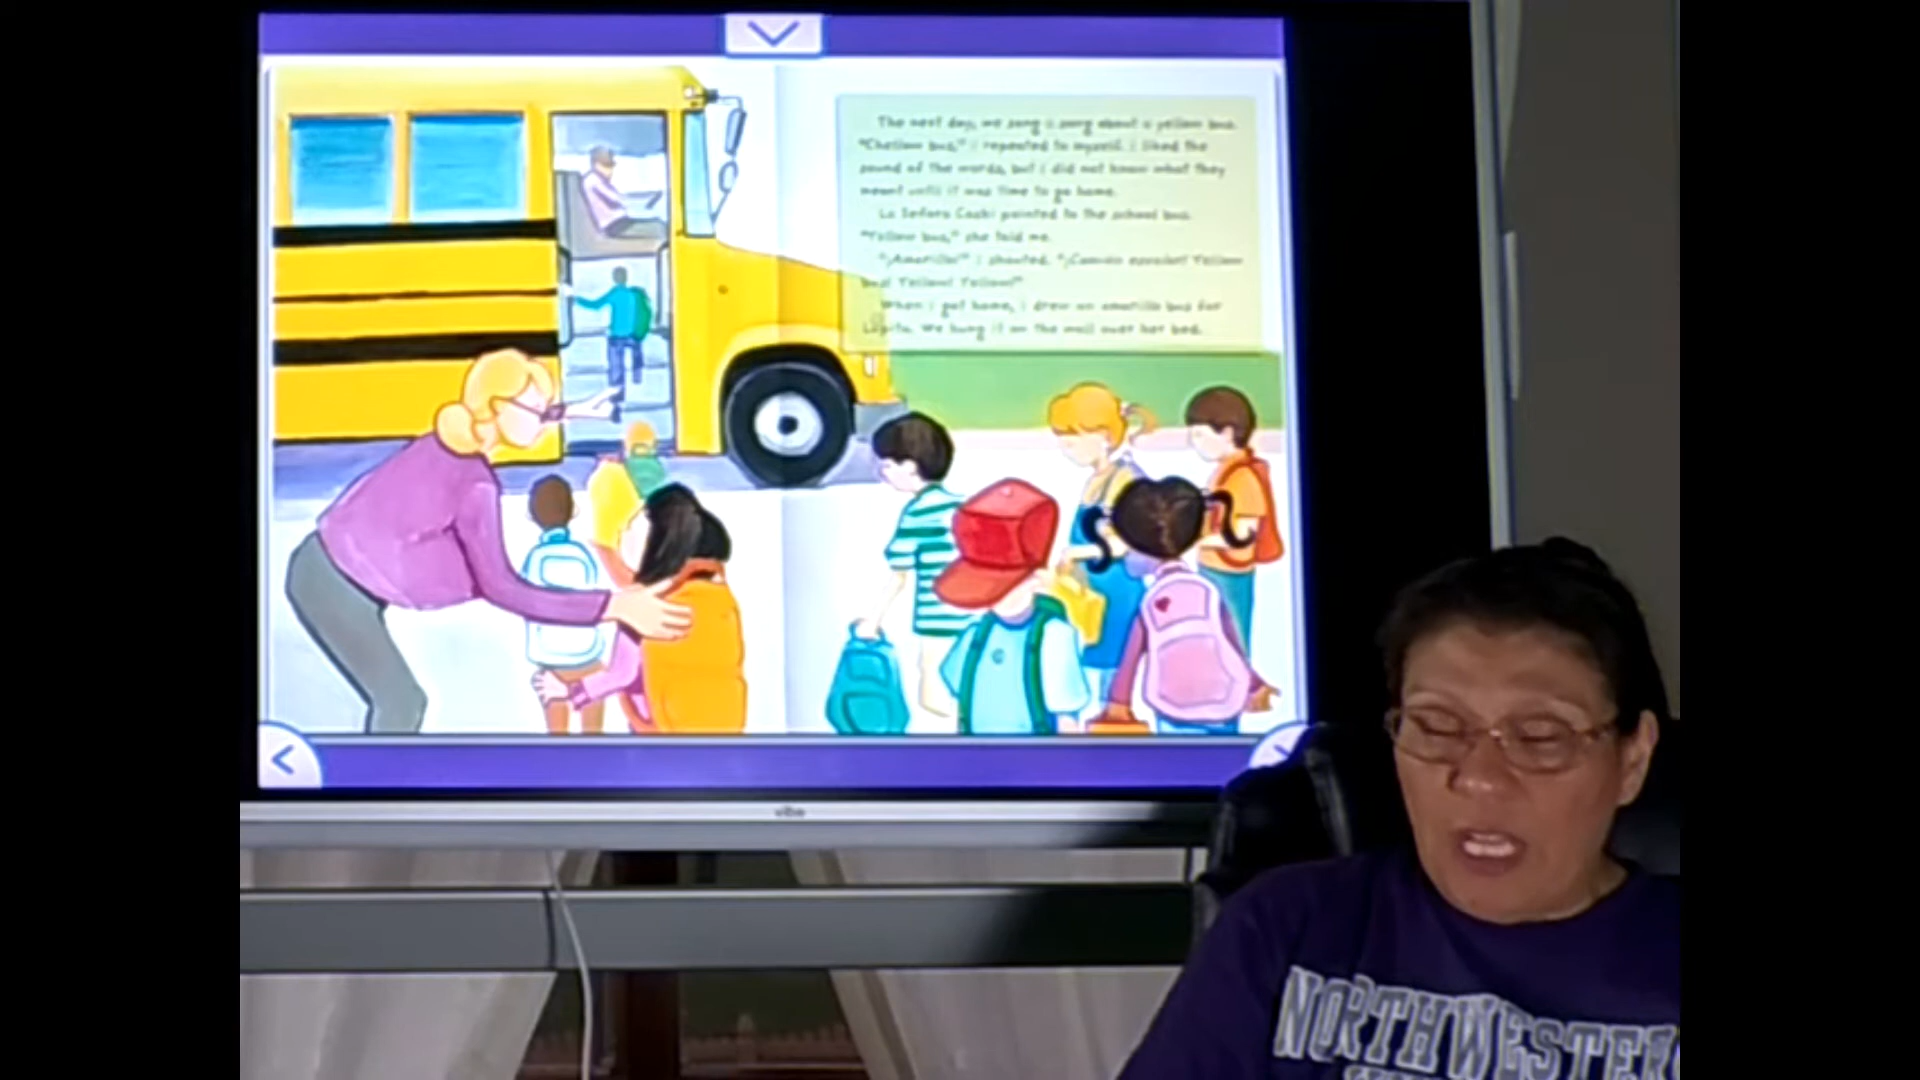 The next day, we sang a song about a yellow bus.
"Chellow bus," I repeated to myself. I liked the
sound of the words, but I did not know what they
meant until it was time to go home.
La Señora Cooki pointed to the school bus.
"Yellow bus," she told me.
"¡Amarillo!" I shouted. "¡Camión escolar! Yellow
bus! Yellow! Yellow!"
When I got home, I drew an amarillo bus for
Lupita. We hung it on the wall over her bed.
vibe
NORTHWESTER